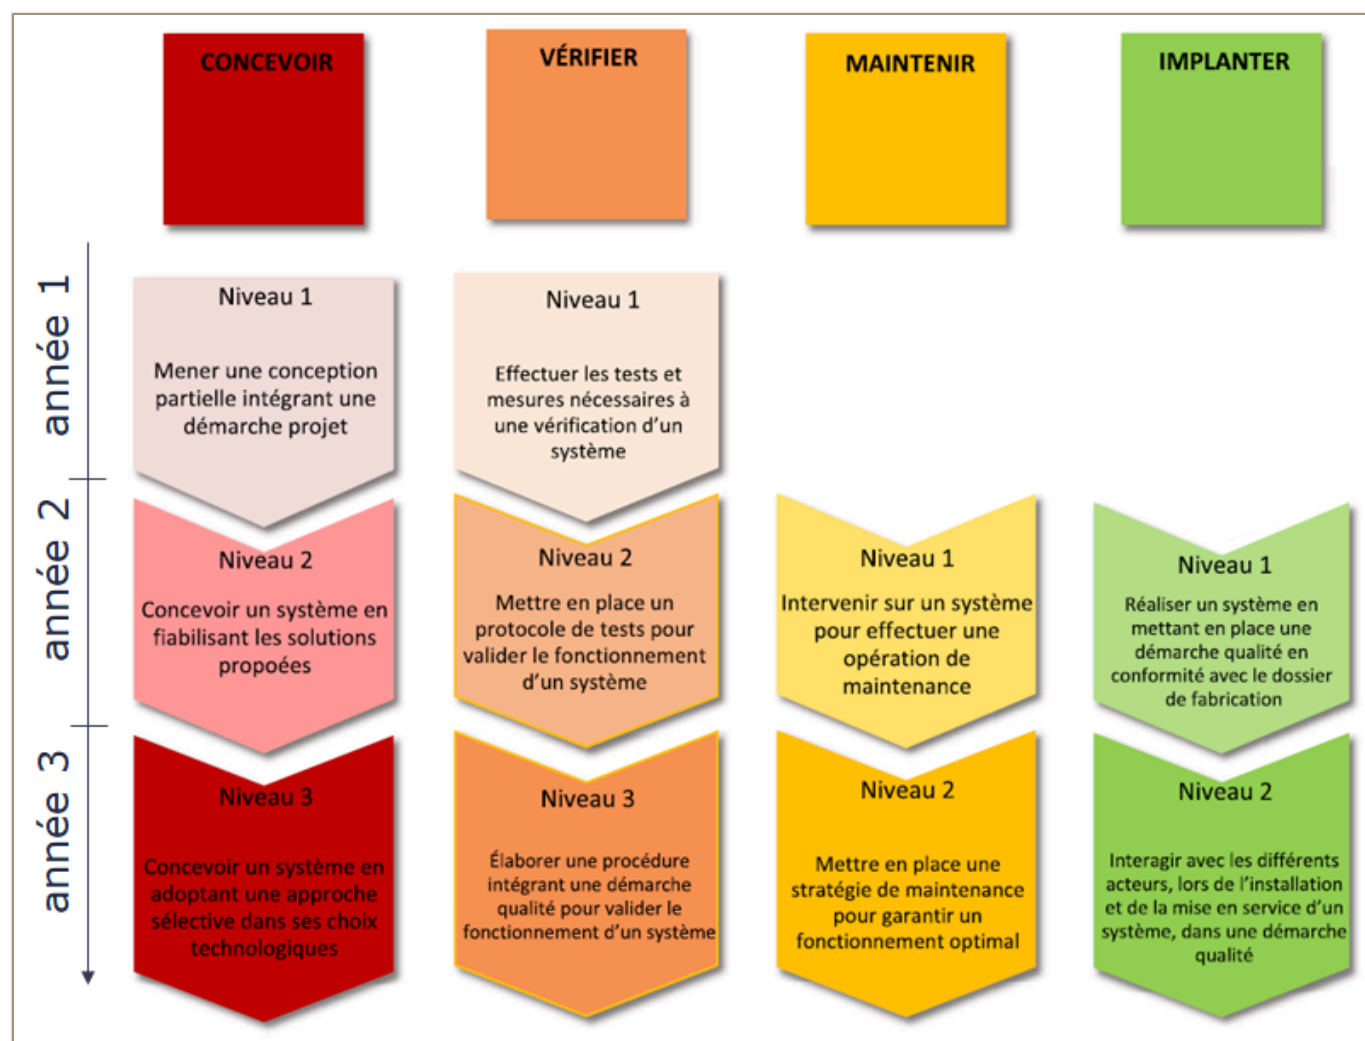 CONCEVOIR
VÉRIFIER
MAINTENIR
IMPLANTER
année 1
Niveau 1
Mener une conception
partielle intégrant une
démarche projet
Niveau 1
Effectuer les tests et
mesures nécessaires à
une vérification d'un
système
année 2
Niveau 2
Concevoir un système en
fiabilisant les solutions
propoées
Niveau 2
Mettre en place un
protocole de tests pour
valider le fonctionnement
d'un système
Niveau 1
Intervenir sur un système
pour effectuer une
opération de
maintenance
Niveau 1
Réaliser un système en
mettant en place une
démarche qualité en
conformité avec le dossier
de fabrication
année 3
Niveau 3
Concevoir un système en
adoptant une approche
sélective dans ses choix
technologiques
Niveau 3
Élaborer une procédure
intégrant une démarche
qualité pour valider le
fonctionnement d'un système
Niveau 2
Mettre en place une
stratégie de maintenance
pour garantir un
fonctionnement optimal
Niveau 2
Interagir avec les différents
acteurs, lors de l'installation
et de la mise en service d'un
système, dans une démarche
qualité